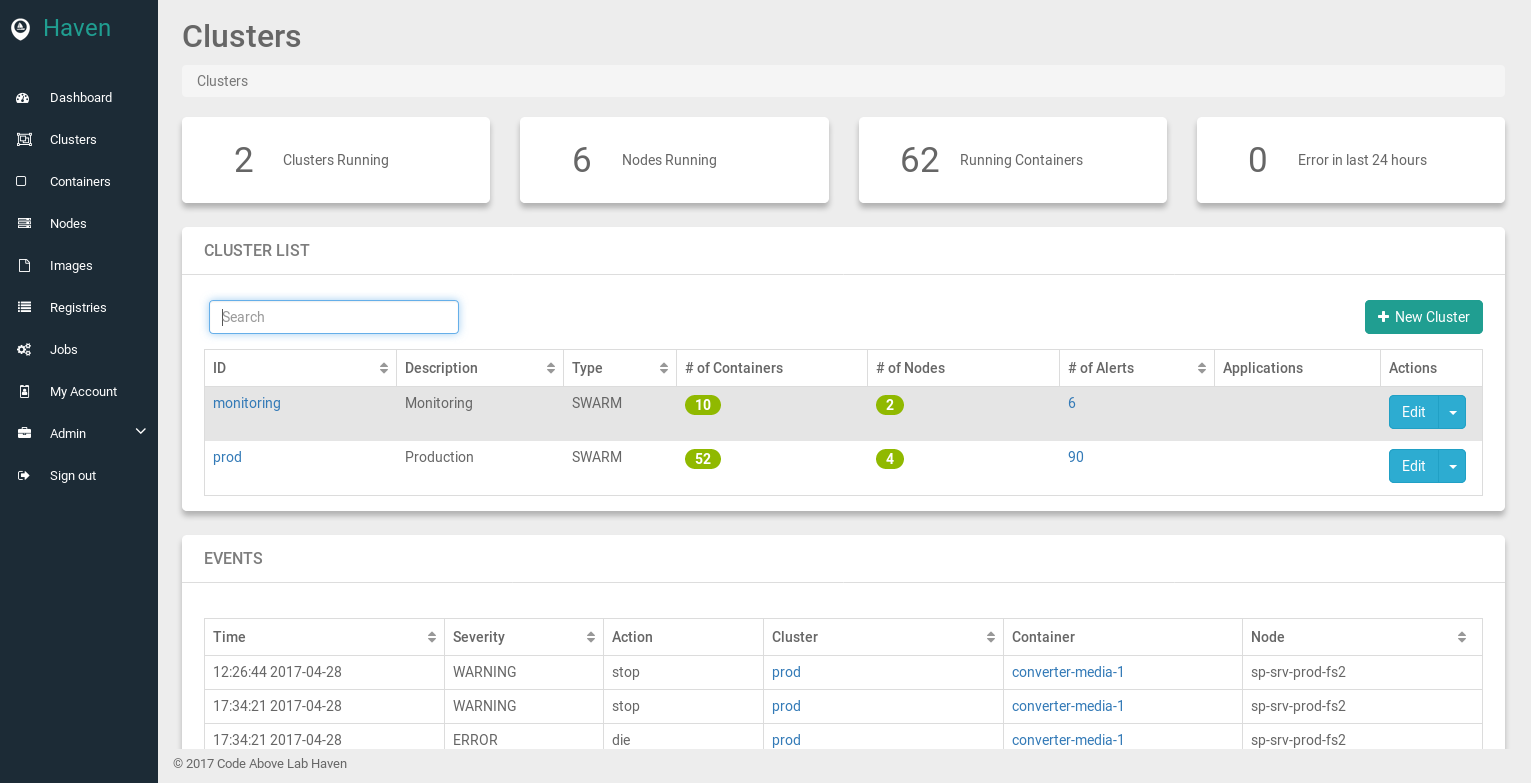 Haven
Dashboard
Clusters
Containers
Nodes
Images
Registries
Jobs
My Account
Admin
Sign out
Clusters
Clusters
2 Clusters Running
6 Nodes Running
62 Running Containers
0 Error in last 24 hours
CLUSTER LIST
Search
New Cluster
ID Description Type # of Containers # of Nodes # of Alerts Applications Actions
monitoring Monitoring SWARM 10 2 6 Edit
prod Production SWARM 52 4 90 Edit
EVENTS
Time Severity Action Cluster Container Node
12:26:44 2017-04-28 WARNING stop prod converter-media-1 sp-srv-prod-fs2
17:34:21 2017-04-28 WARNING stop prod converter-media-1 sp-srv-prod-fs2
17:34:21 2017-04-28 ERROR die prod converter-media-1 sp-srv-prod-fs2
© 2017 Code Above Lab Haven